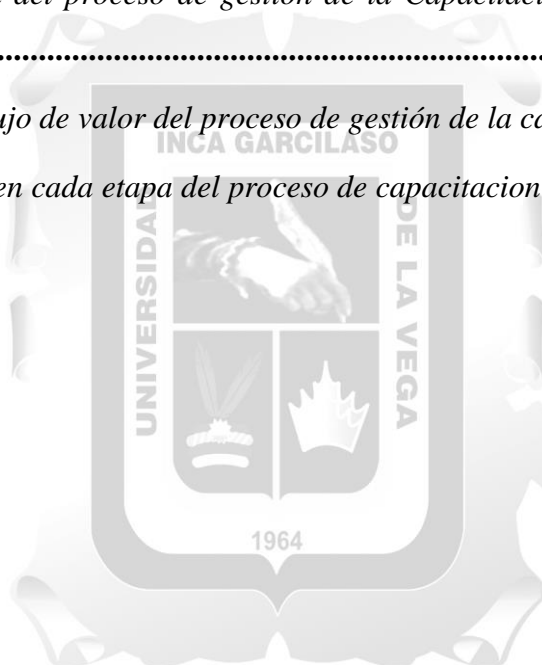 del proceso de gestión de la Capacitaci
................................................................
ujo de valor del proceso de gestión de la ca
INCA GARCILASO
en cada etapa del proceso de capacitacion
UNIVERSIDAD
DE LA VEGA
1964